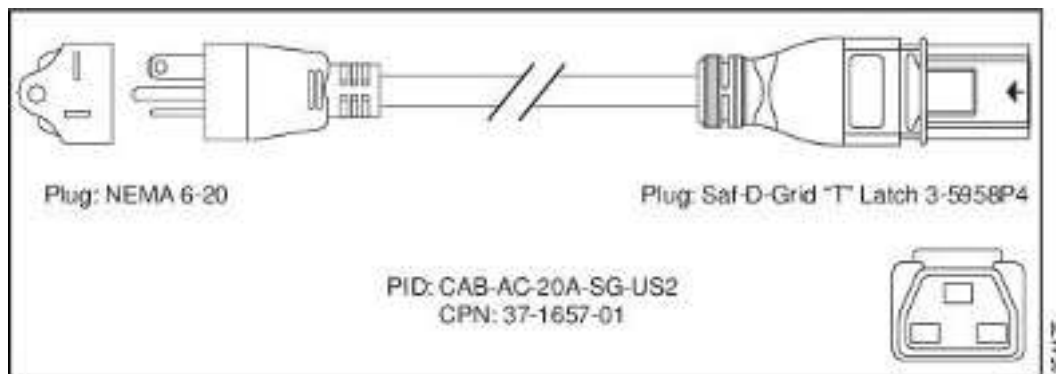 Plug: NEMA 6-20
Plug: Saf-D-Grid "T" Latch 3-5958P4
PID: CAB-AC-20A-SG-US2
CPN: 37-1657-01